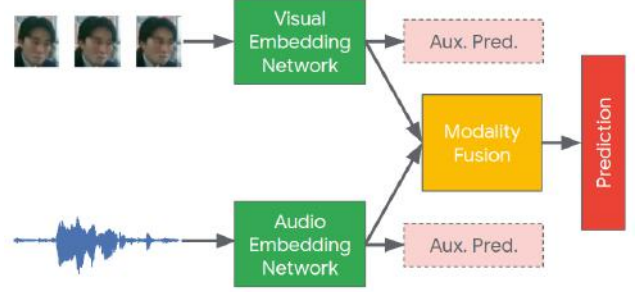 Visual
Embedding
Network
Aux. Pred.
Modality
Fusion
Prediction
Audio
Embedding
Network
Aux. Pred.